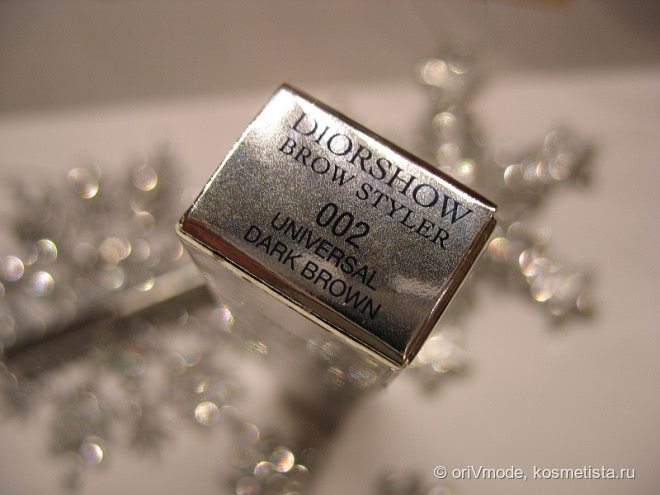 DIORSHOW
BROW STYLER
002
UNIVERSAL
DARK BROWN
© oriVmode, kosmetista.ru